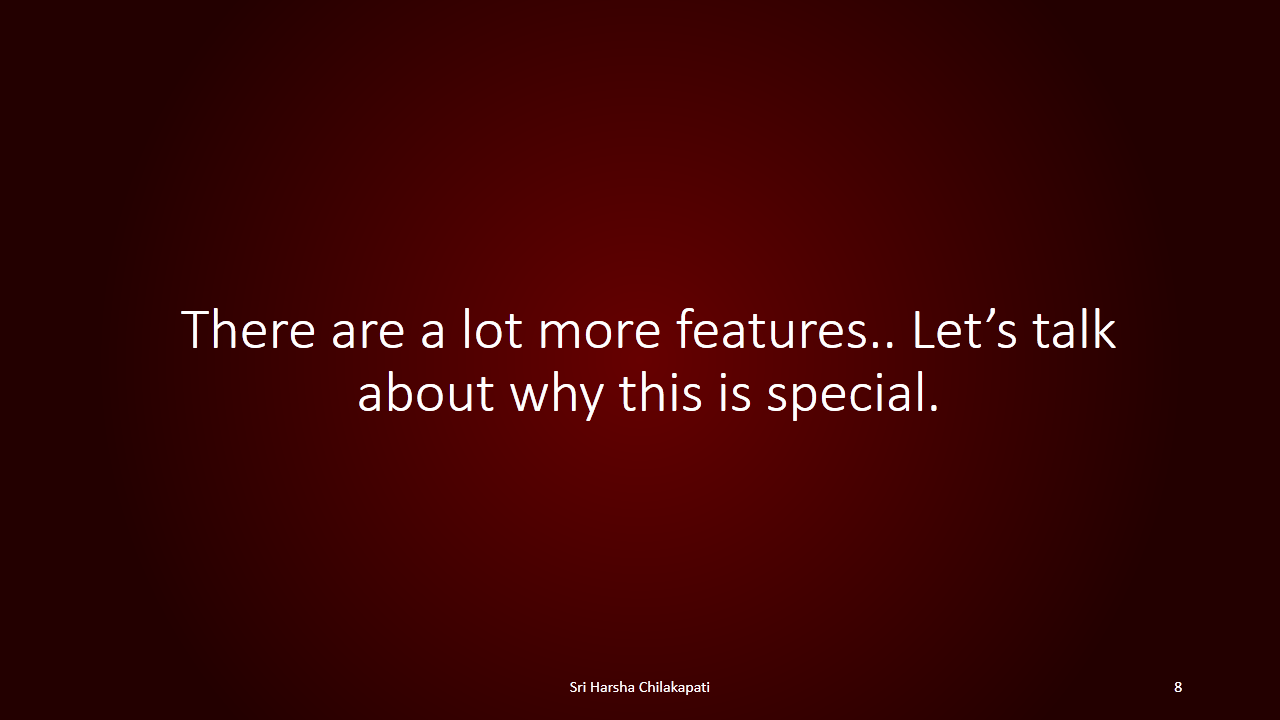 There are a lot more features.. Let’s talk
about why this is special.
Sri Harsha Chilakapati
8